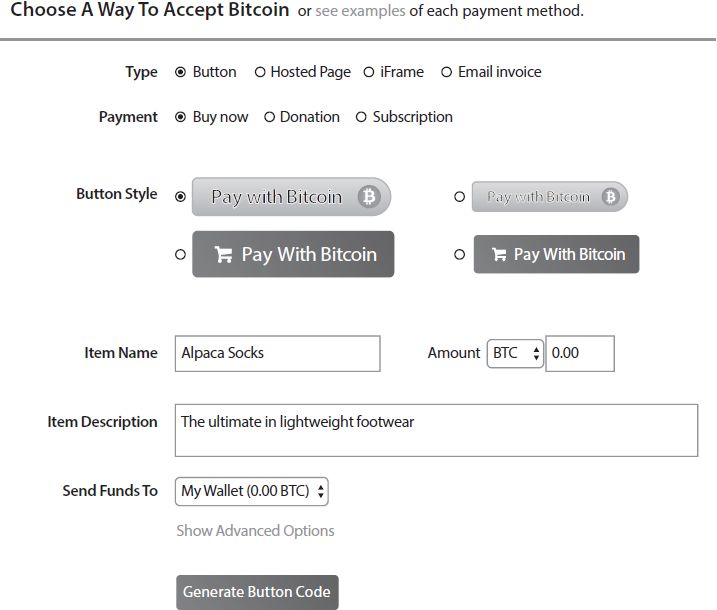 Choose A Way To Accept Bitcoin or see examples of each payment method.
Type Button Hosted Page iFrame Email invoice
Payment Buy now Donation Subscription
Button Style Pay with Bitcoin Pay with Bitcoin
Pay With Bitcoin Pay With Bitcoin
Item Name Alpaca Socks Amount BTC 0.00
Item Description The ultimate in lightweight footwear
Send Funds To My Wallet (0.00 BTC)
Show Advanced Options
Generate Button Code